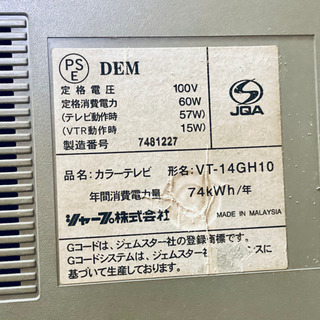 PS
E
DEM
JQA
定格電圧 100V
定格消費電力 60W
(テレビ動作時) 57W)
(VTR動作時) 15W)
製造番号 7481227
品名:カラーテレビ 形名:VT-14GH10
年間消費電力量 74kWh/年
シャープ株式会社 MADE IN MALAYSIA
Gコードは、ジェムスター社の登録商標
Gコードシステムは、ジェムスター社 スに
基づいて生産しております。